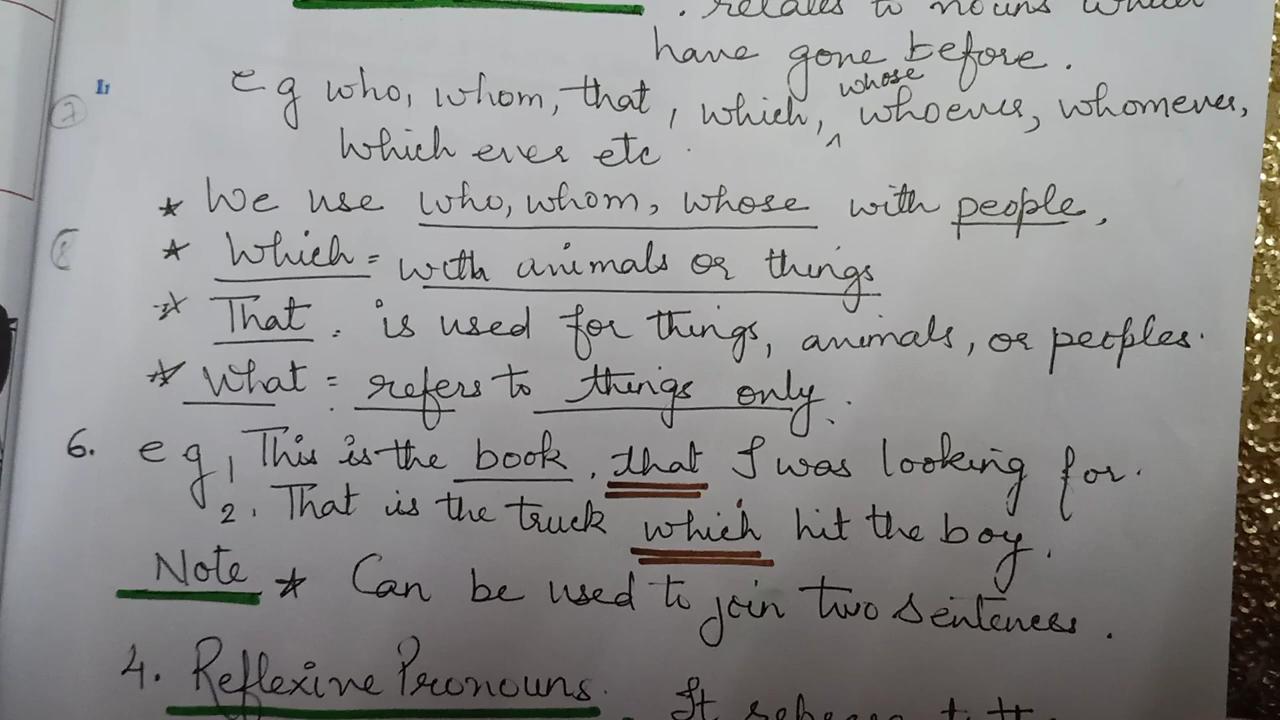 . relates to nouns which
have gone before.
e g who, whom, that, which, whose whoever, whomever,
which ever etc.
* We use who, whom, whose with people.
* Which = with animals or things
* That . is used for things, animals, or peoples.
* What = refers to things only.
6. e g, This is the book, that I was looking for.
2. That is the truck which hit the boy.
Note * Can be used to join two sentences.
4. Reflexive Pronouns. It